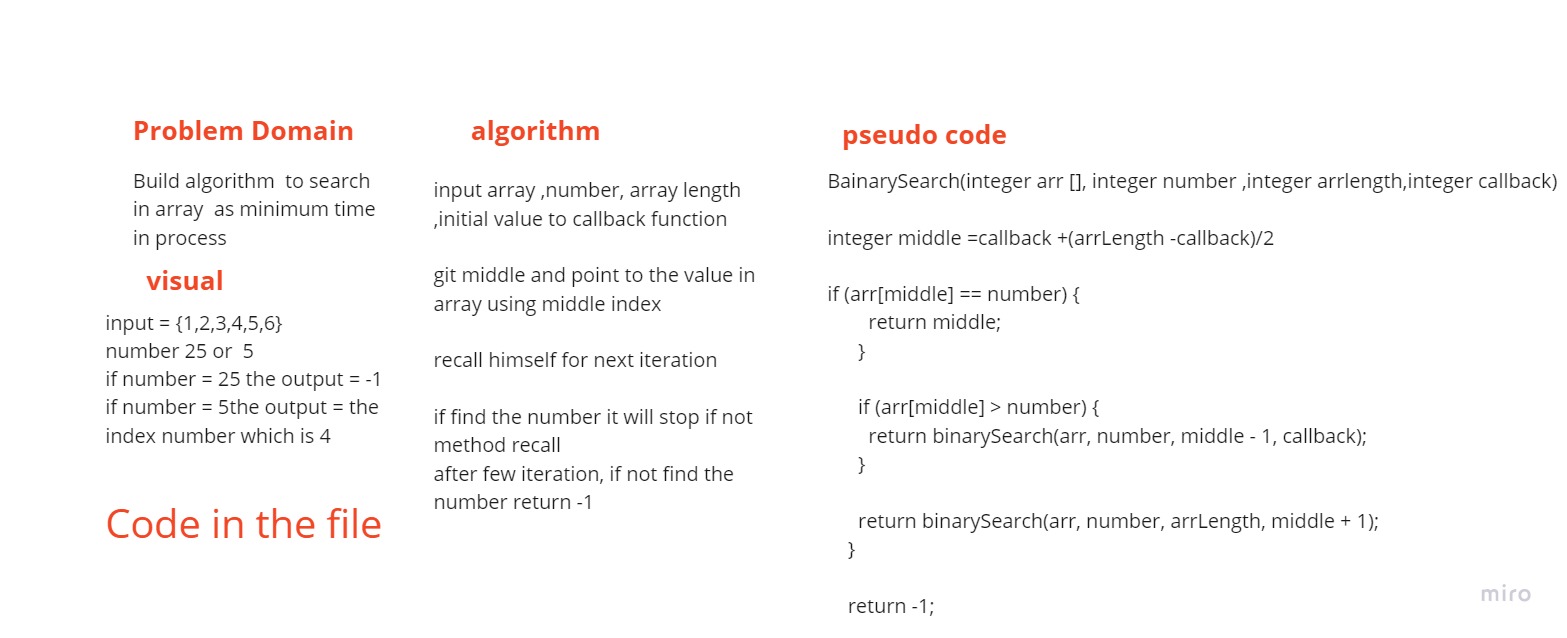 Problem Domain
Build algorithm  to search
in array  as minimum time
in process
visual
input = {1,2,3,4,5,6}
number 25 or  5
if number = 25 the output = -1
if number = 5the output = the
index number which is 4
Code in the file
algorithm
input array ,number, array length
,initial value to callback function
git middle and point to the value in
array using middle index
recall himself for next iteration
if find the number it will stop if not
method recall
after few iteration, if not find the
number return -1
pseudo code
BainarySearch(integer arr [], integer number ,integer arrlength,integer callback)
integer middle =callback +(arrLength -callback)/2
if (arr[middle] == number) {
return middle;
}
if (arr[middle] > number) {
return binarySearch(arr, number, middle - 1, callback);
}
return binarySearch(arr, number, arrLength, middle + 1);
}
return -1;
miro